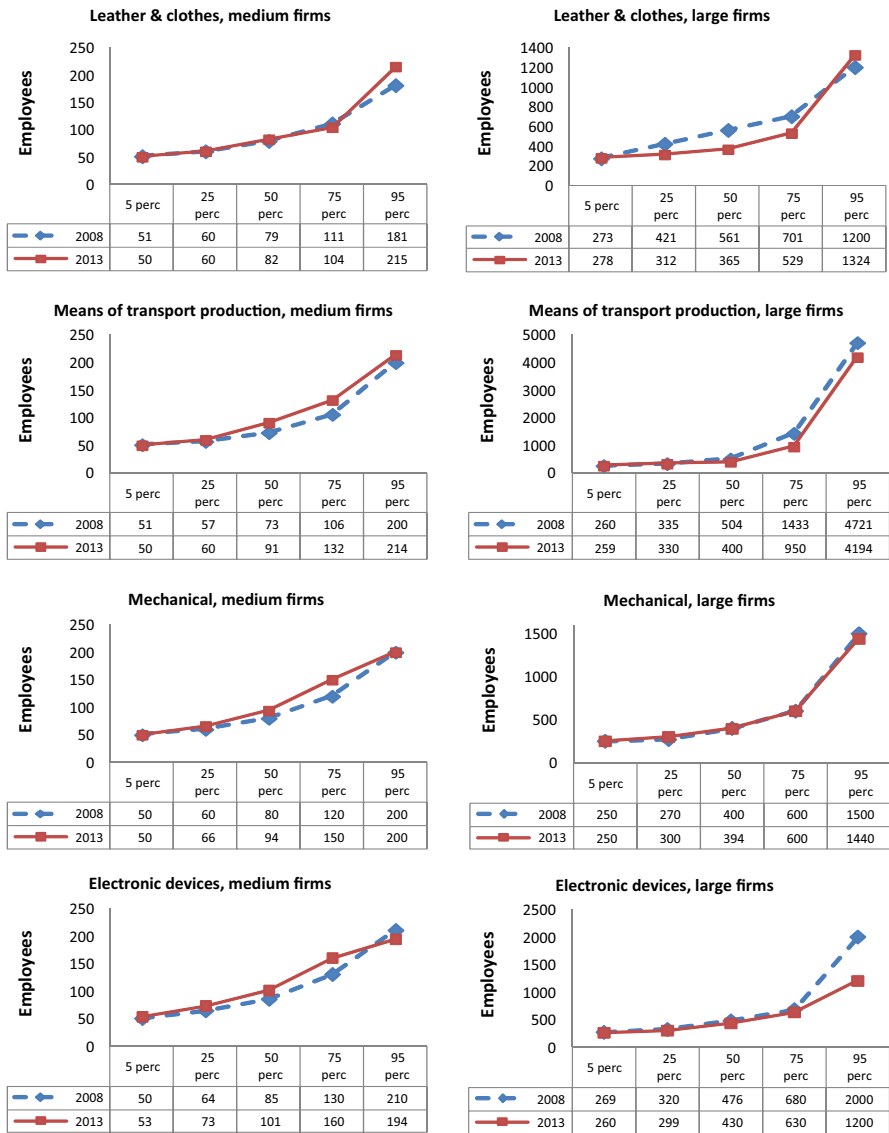 Leather & clothes, medium firms
Employees
250
200
150
100
50
0
5 perc 25 perc 50 perc 75 perc 95 perc
2008 51 60 79 111 181
2013 50 60 82 104 215
Leather & clothes, large firms
Employees
1400
1200
1000
800
600
400
200
0
5 perc 25 perc 50 perc 75 perc 95 perc
2008 273 421 561 701 1200
2013 278 312 365 529 1324
Means of transport production, medium firms
Employees
250
200
150
100
50
0
5 perc 25 perc 50 perc 75 perc 95 perc
2008 51 57 73 106 200
2013 50 60 91 132 214
Means of transport production, large firms
Employees
5000
4000
3000
2000
1000
0
5 perc 25 perc 50 perc 75 perc 95 perc
2008 260 335 504 1433 4721
2013 259 330 400 950 4194
Mechanical, medium firms
Employees
250
200
150
100
50
0
5 perc 25 perc 50 perc 75 perc 95 perc
2008 50 60 80 120 200
2013 50 66 94 150 200
Mechanical, large firms
Employees
1500
1000
500
0
5 perc 25 perc 50 perc 75 perc 95 perc
2008 250 270 400 600 1500
2013 250 300 394 600 1440
Electronic devices, medium firms
Employees
250
200
150
100
50
0
5 perc 25 perc 50 perc 75 perc 95 perc
2008 50 64 85 130 210
2013 53 73 101 160 194
Electronic devices, large firms
Employees
2500
2000
1500
1000
500
0
5 perc 25 perc 50 perc 75 perc 95 perc
2008 269 320 476 680 2000
2013 260 299 430 630 1200